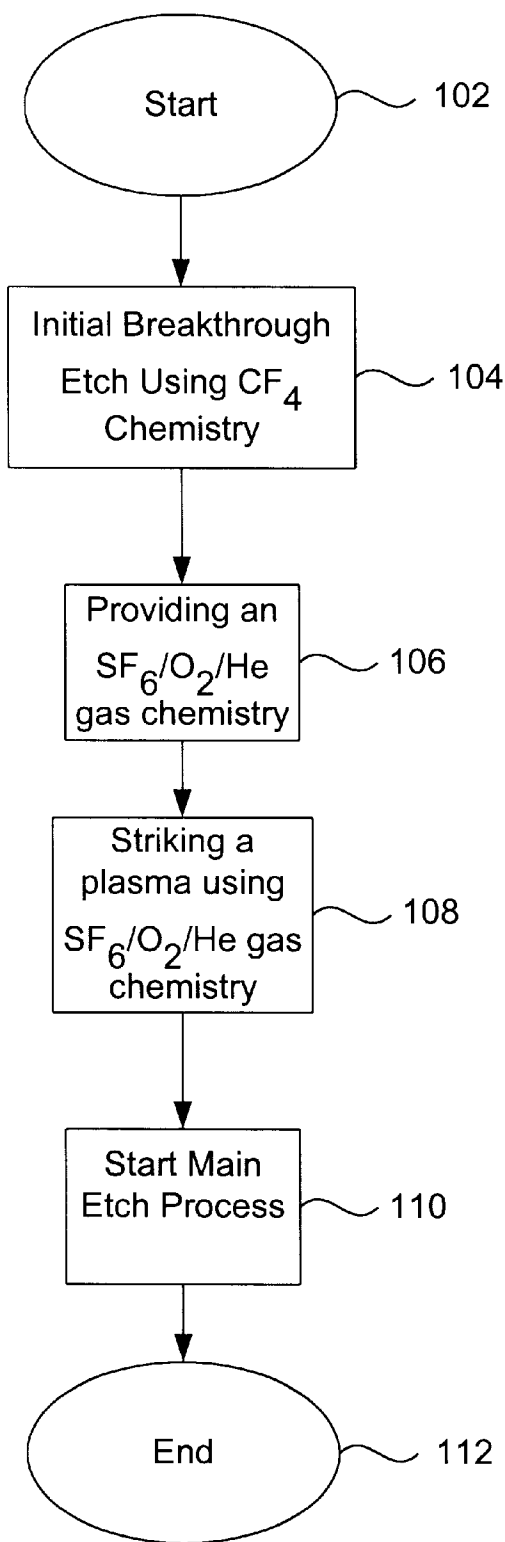 Start
102
Initial Breakthrough
Etch Using CF4
Chemistry
104
Providing an
SF6/O2/He
gas chemistry
106
Striking a
plasma using
SF6/O2/He gas
chemistry
108
Start Main
Etch Process
110
End
112